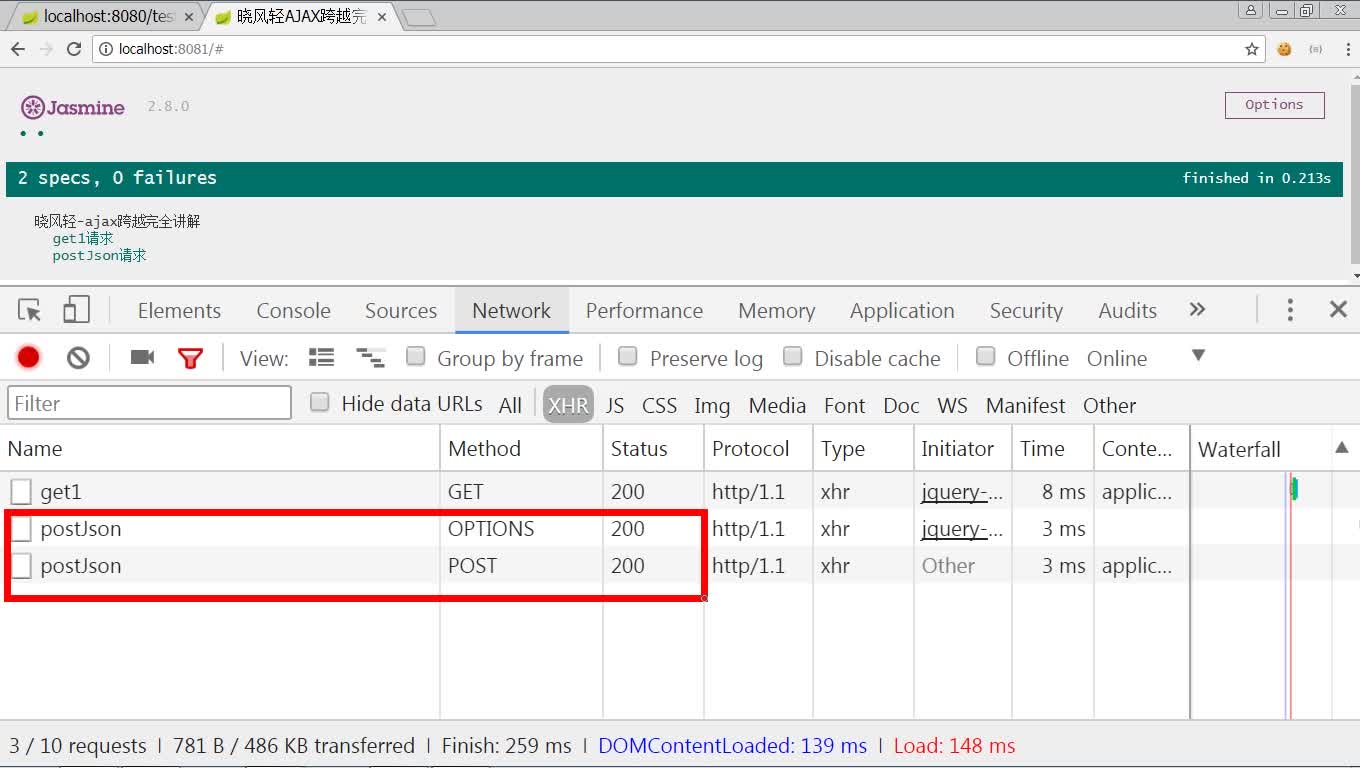 localhost:8080/tes
晓风轻AJAX跨越完
localhost:8081/#
Jasmine 2.8.0
Options
2 specs, 0 failures
finished in 0.213s
晓风轻-ajax跨越完全讲解
get1请求
postJson请求
Elements Console Sources Network Performance Memory Application Security Audits
View: Group by frame Preserve log Disable cache Offline Online
Filter Hide data URLs All XHR JS CSS Img Media Font Doc WS Manifest Other
Name Method Status Protocol Type Initiator Time Conte... Waterfall
get1 GET 200 http/1.1 xhr jquery-... 8 ms applic...
postJson OPTIONS 200 http/1.1 xhr jquery-... 3 ms
postJson POST 200 http/1.1 xhr Other 3 ms applic...
3 / 10 requests | 781 B / 486 KB transferred | Finish: 259 ms | DOMContentLoaded: 139 ms | Load: 148 ms